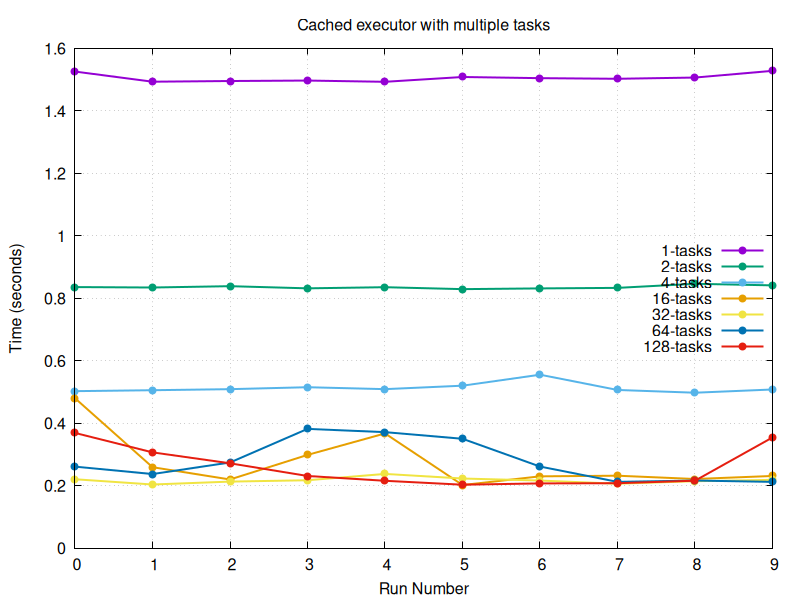 Cached executor with multiple tasks
1.6
1.4
1.2
1
0.8
0.6
0.4
0.2
0
Time (seconds)
1-tasks
2-tasks
4-tasks
16-tasks
32-tasks
64-tasks
128-tasks
0 1 2 3 4 5 6 7 8 9
Run Number